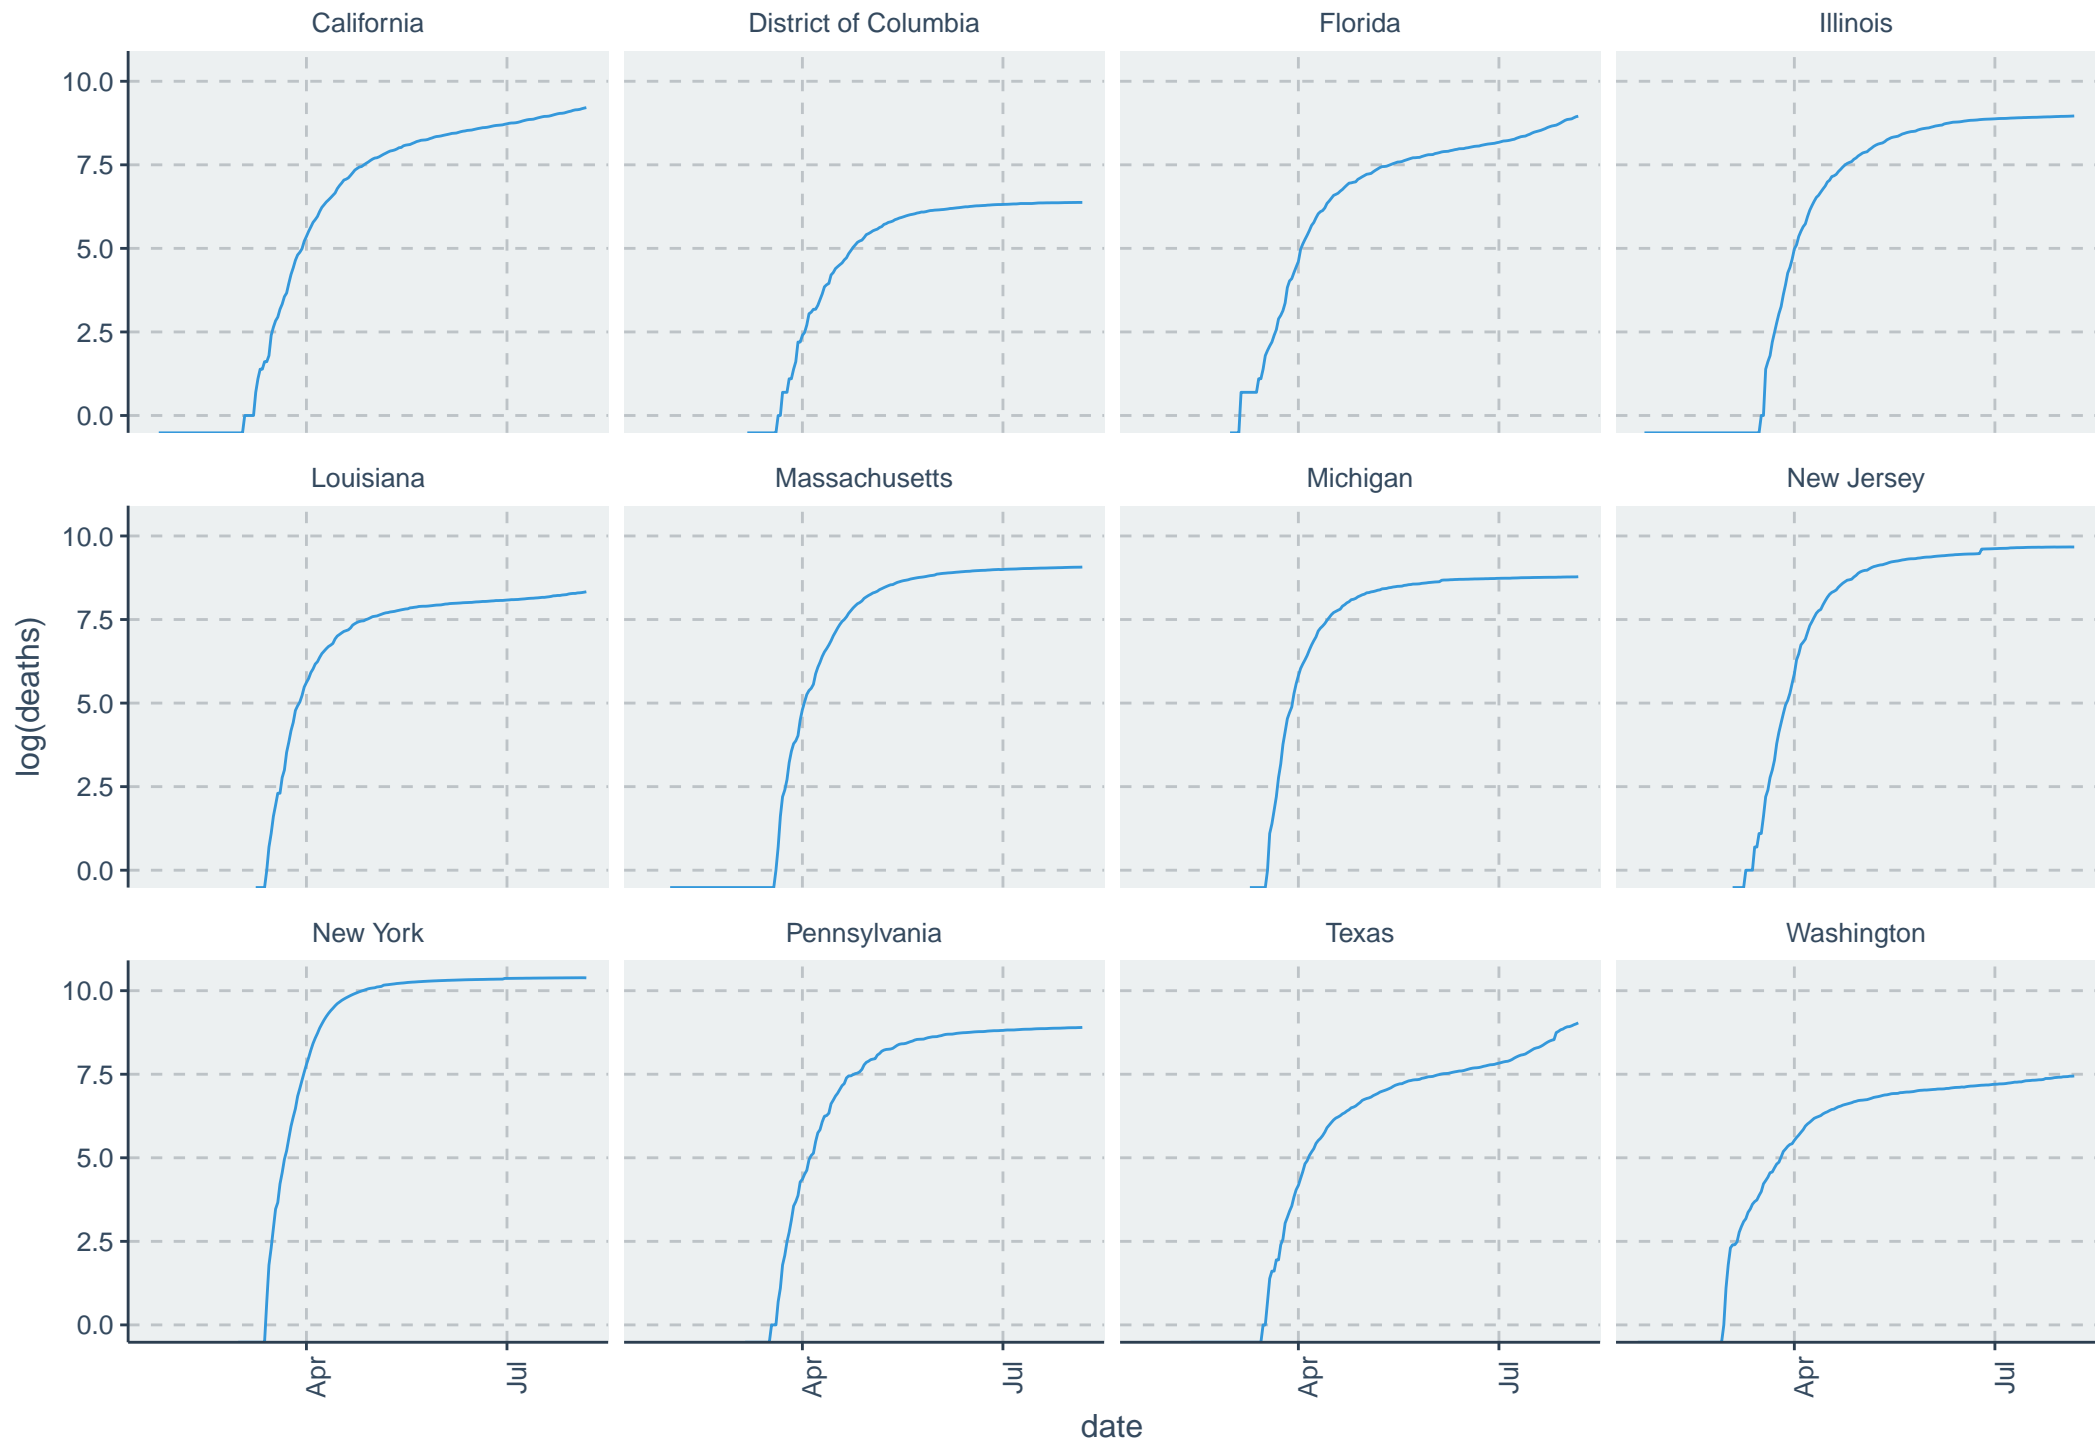 California District of Columbia Florida Illinois
10.0
7.5
5.0
2.5
0.0
Louisiana Massachusetts Michigan New Jersey
10.0
7.5
5.0
2.5
0.0
log(deaths)
New York Pennsylvania Texas Washington
10.0
7.5
5.0
2.5
0.0
Apr Jul Apr Jul Apr Jul Apr Jul
date